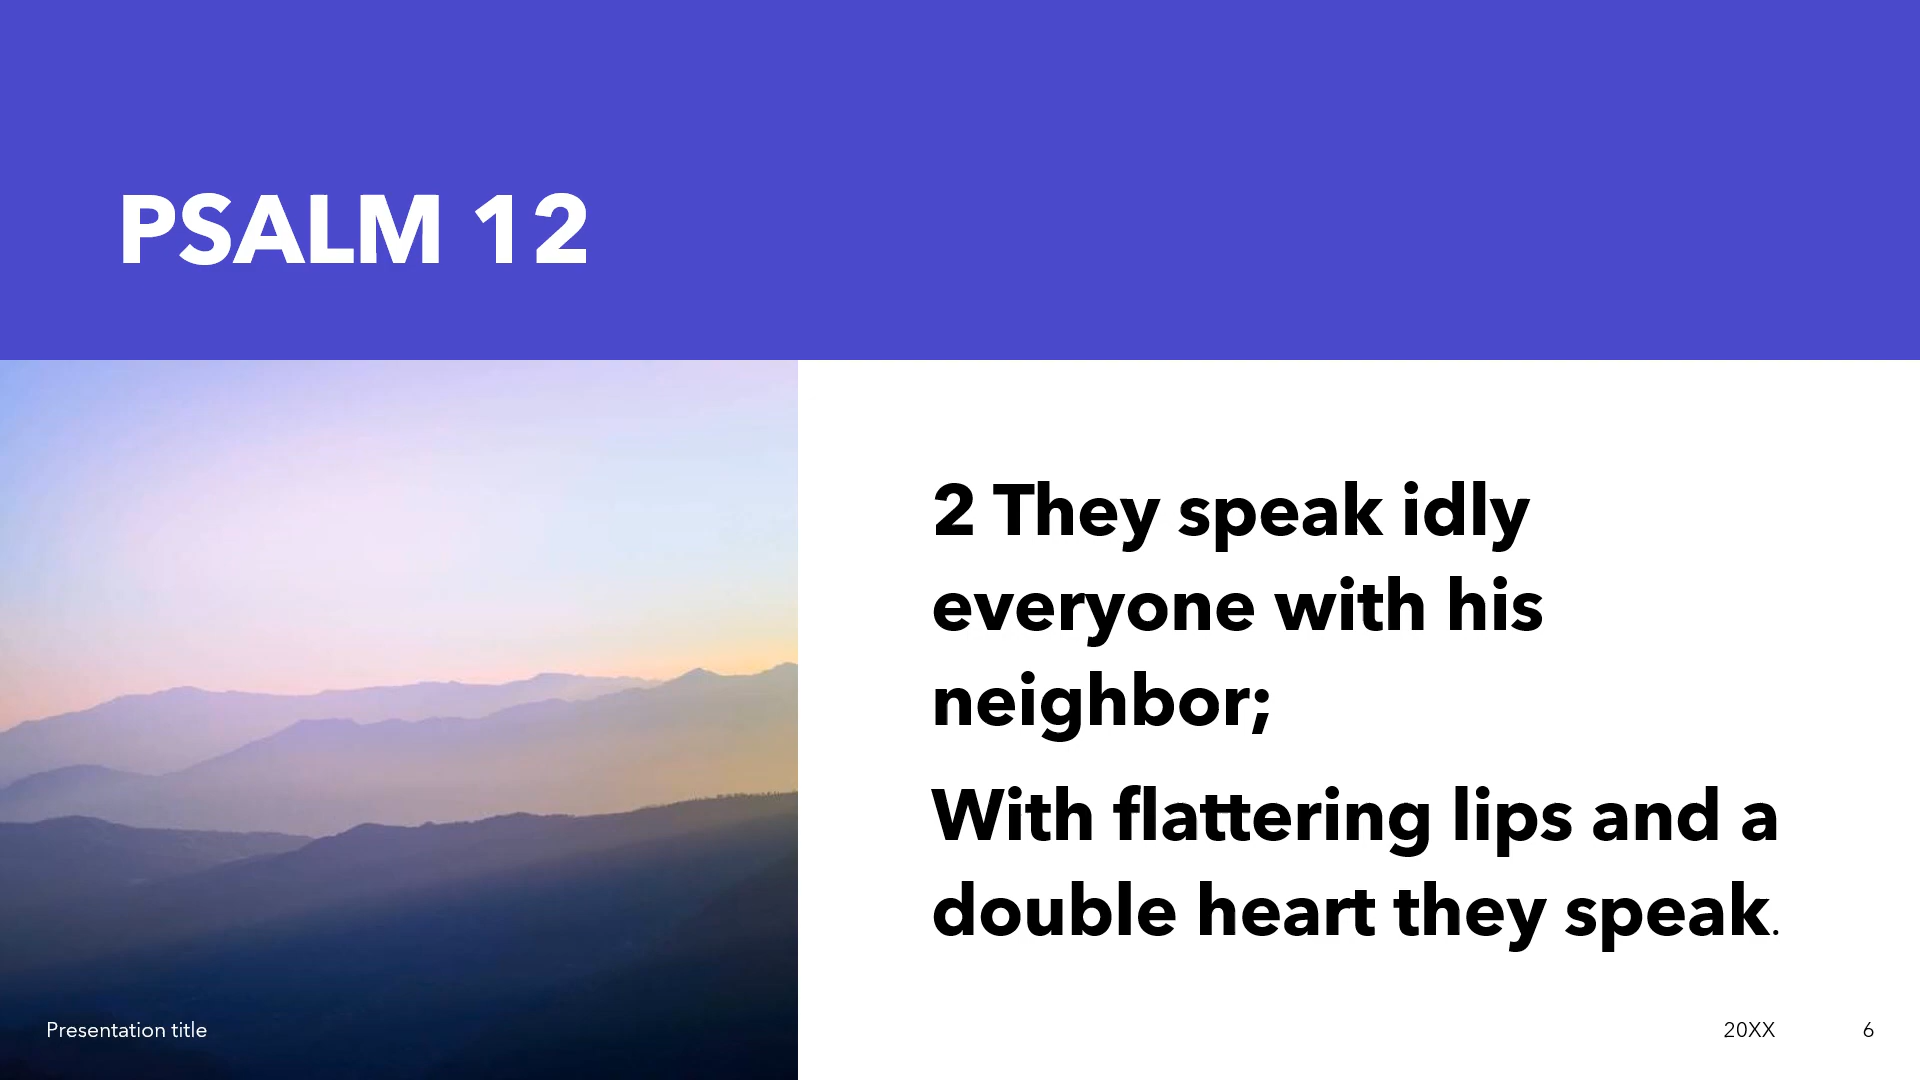 PSALM 12
2 They speak idly
everyone with his
neighbor;
With flattering lips and a
double heart they speak.
Presentation title
20XX
6